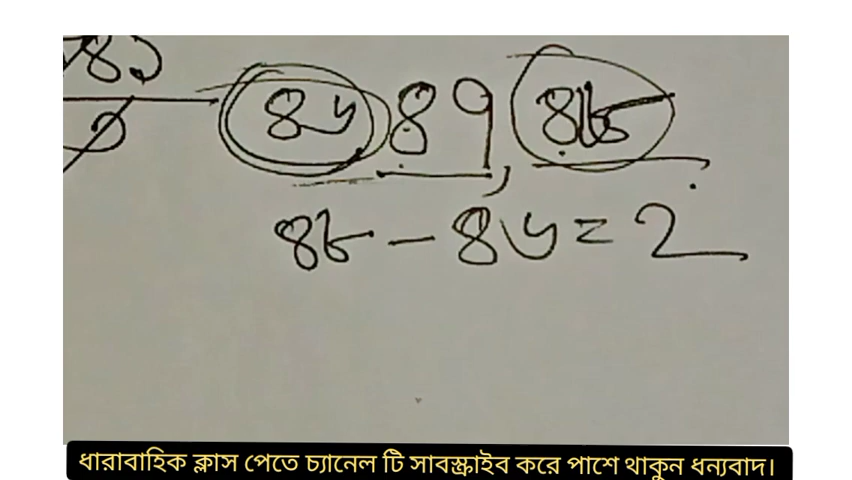 ৪৬ ৪৭, ৪৮
৪৮ – ৪৬ = 2
ধারাবাহিক ক্লাস পেতে চ্যানেল টি সাবস্ক্রাইব করে পাশে থাকুন ধন্যবাদ।